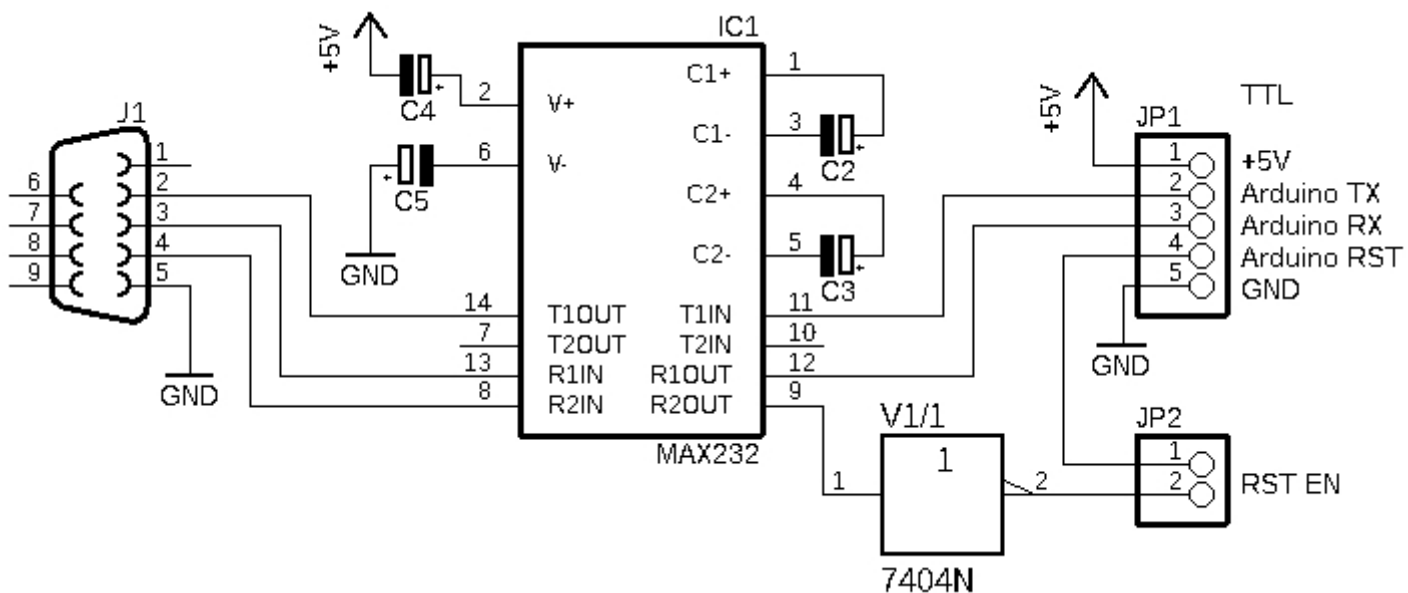 IC1
+5V
C4
2
V+
C1+
1
J1
6
V-
C1-
3
C2
C5
GND
C2+
4
C2-
5
C3
6
7
8
9
1
2
3
4
5
GND
14
T1OUT
T1IN
11
7
T2OUT
T2IN
10
13
R1IN
R1OUT
12
8
R2IN
R2OUT
9
MAX232
+5V
TTL
JP1
1
+5V
2
Arduino TX
3
Arduino RX
4
Arduino RST
5
GND
GND
V1/1
1
1
2
7404N
JP2
1
2
RST EN